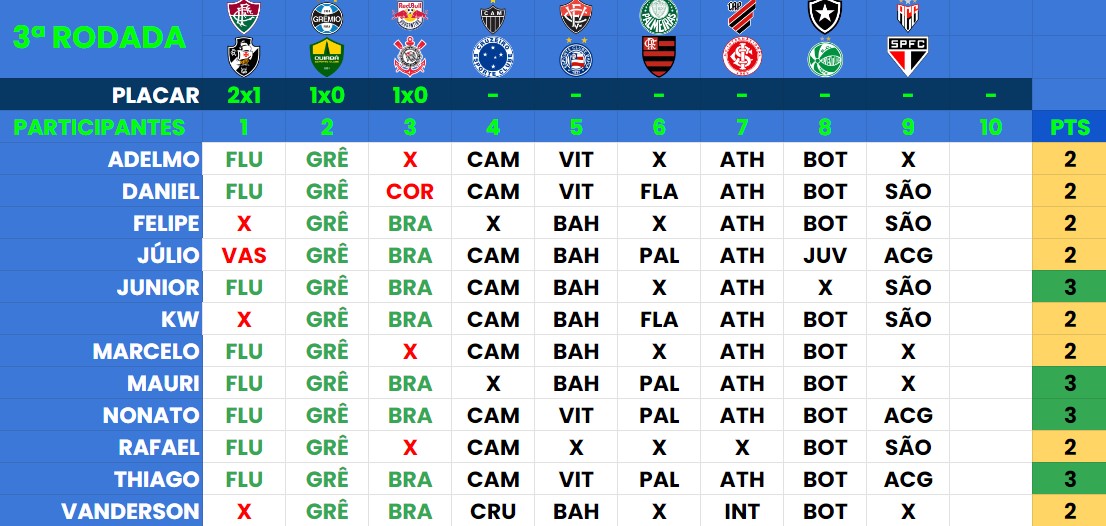 3ª RODADA
PLACAR 2x1 1x0 1x0 - - - - - - -
PARTICIPANTES 1 2 3 4 5 6 7 8 9 10 PTS
ADELMO FLU GRÊ X CAM VIT X ATH BOT X 2
DANIEL FLU GRÊ COR CAM VIT FLA ATH BOT SÃO 2
FELIPE X GRÊ BRA X BAH X ATH BOT SÃO 2
JÚLIO VAS GRÊ BRA CAM BAH PAL ATH JUV ACG 2
JUNIOR FLU GRÊ BRA CAM BAH X ATH X SÃO 3
KW X GRÊ BRA CAM BAH FLA ATH BOT SÃO 2
MARCELO FLU GRÊ X CAM BAH X ATH BOT X 2
MAURI FLU GRÊ BRA X BAH PAL ATH BOT X 3
NONATO FLU GRÊ BRA CAM VIT PAL ATH BOT ACG 3
RAFAEL FLU GRÊ X CAM X X X BOT SÃO 2
THIAGO FLU GRÊ BRA CAM VIT PAL ATH BOT ACG 3
VANDERSON X GRÊ BRA CRU BAH X INT BOT X 2